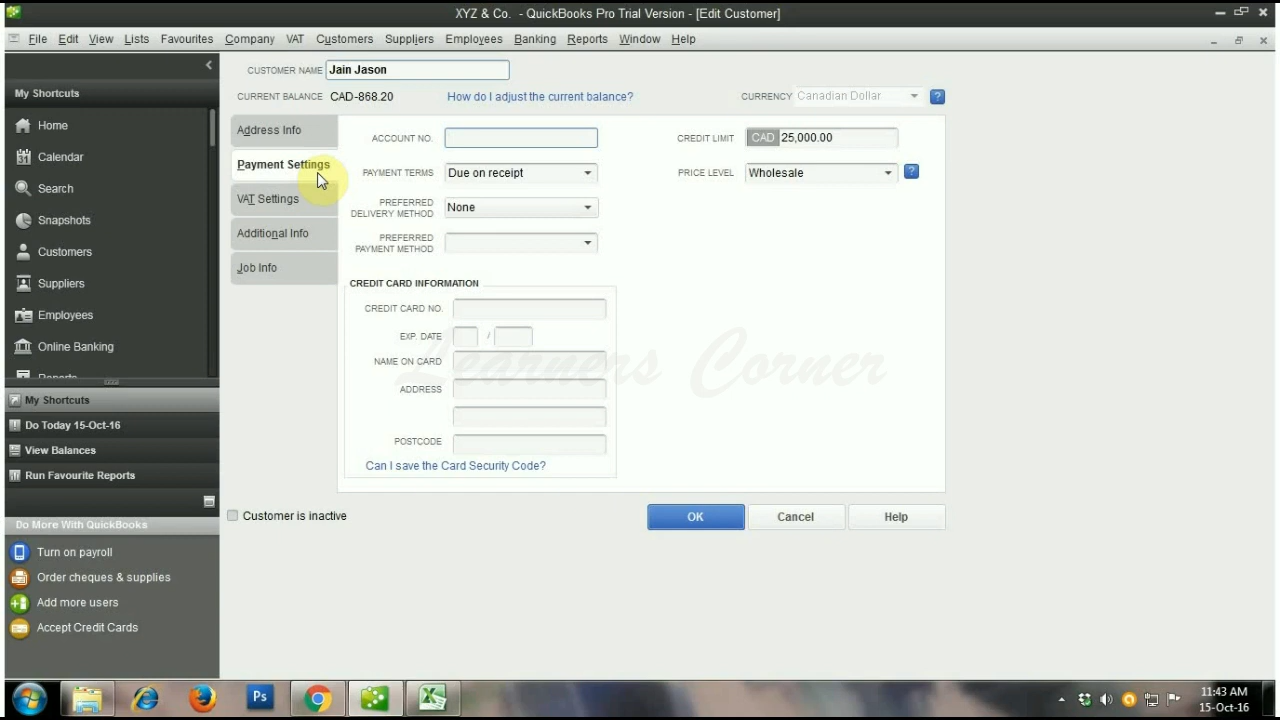 XYZ & Co. - QuickBooks Pro Trial Version - [Edit Customer]
File Edit View Lists Favourites Company VAT Customers Suppliers Employees Banking Reports Window Help
My Shortcuts
Home
Calendar
Search
Snapshots
Customers
Suppliers
Employees
Online Banking
Reports
My Shortcuts
Do Today 15-Oct-16
View Balances
Run Favourite Reports
Do More With QuickBooks
Turn on payroll
Order cheques & supplies
Add more users
Accept Credit Cards
CUSTOMER NAME Jain Jason
CURRENT BALANCE CAD-868.20 How do I adjust the current balance? CURRENCY Canadian Dollar ?
Address Info
Payment Settings
VAT Settings
Additional Info
Job Info
ACCOUNT NO. CREDIT LIMIT CAD 25,000.00
PAYMENT TERMS Due on receipt PRICE LEVEL Wholesale ?
PREFERRED
DELIVERY METHOD None
PREFERRED
PAYMENT METHOD
CREDIT CARD INFORMATION
CREDIT CARD NO.
EXP. DATE /
NAME ON CARD
ADDRESS
POSTCODE
Can I save the Card Security Code?
Learners Corner
Customer is inactive
OK Cancel Help
Ps
11:43 AM
15-Oct-16